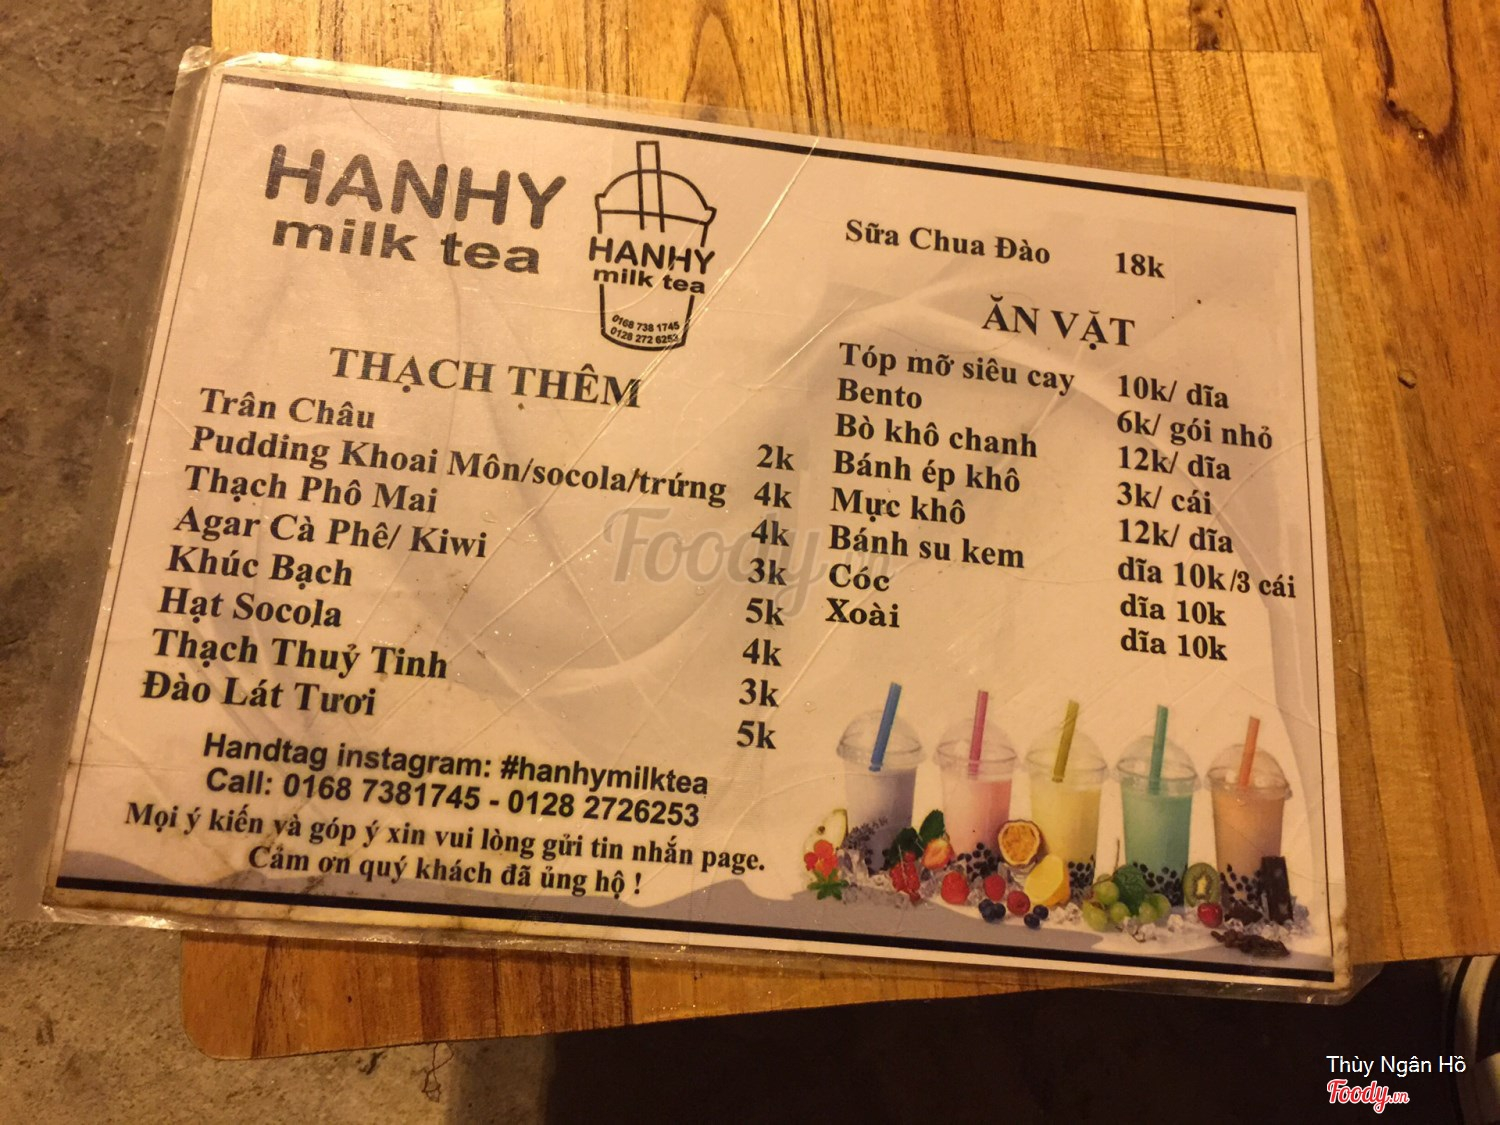 HANHY
milk tea
HANHY
milk tea
0168 738 1745
0128 272 6253
THẠCH THÊM
Trân Châu 2k
Pudding Khoai Môn/socola/trứng 4k
Thạch Phô Mai 4k
Agar Cà Phê/ Kiwi 3k
Khúc Bạch 5k
Hạt Socola 4k
Thạch Thuỷ Tinh 3k
Đào Lát Tươi 5k
Handtag instagram: #hanhymilktea
Call: 0168 7381745 - 0128 2726253
Mọi ý kiến và góp ý xin vui lòng gửi tin nhắn page.
Cảm ơn quý khách đã ủng hộ !
Sữa Chua Đào 18k
ĂN VẶT
Tóp mỡ siêu cay 10k/ dĩa
Bento 6k/ gói nhỏ
Bò khô chanh 12k/ dĩa
Bánh ép khô 3k/ cái
Mực khô 12k/ dĩa
Bánh su kem dĩa 10k/3 cái
Cóc dĩa 10k
Xoài dĩa 10k
Foody.vn
Thùy Ngân Hồ
Foody.vn